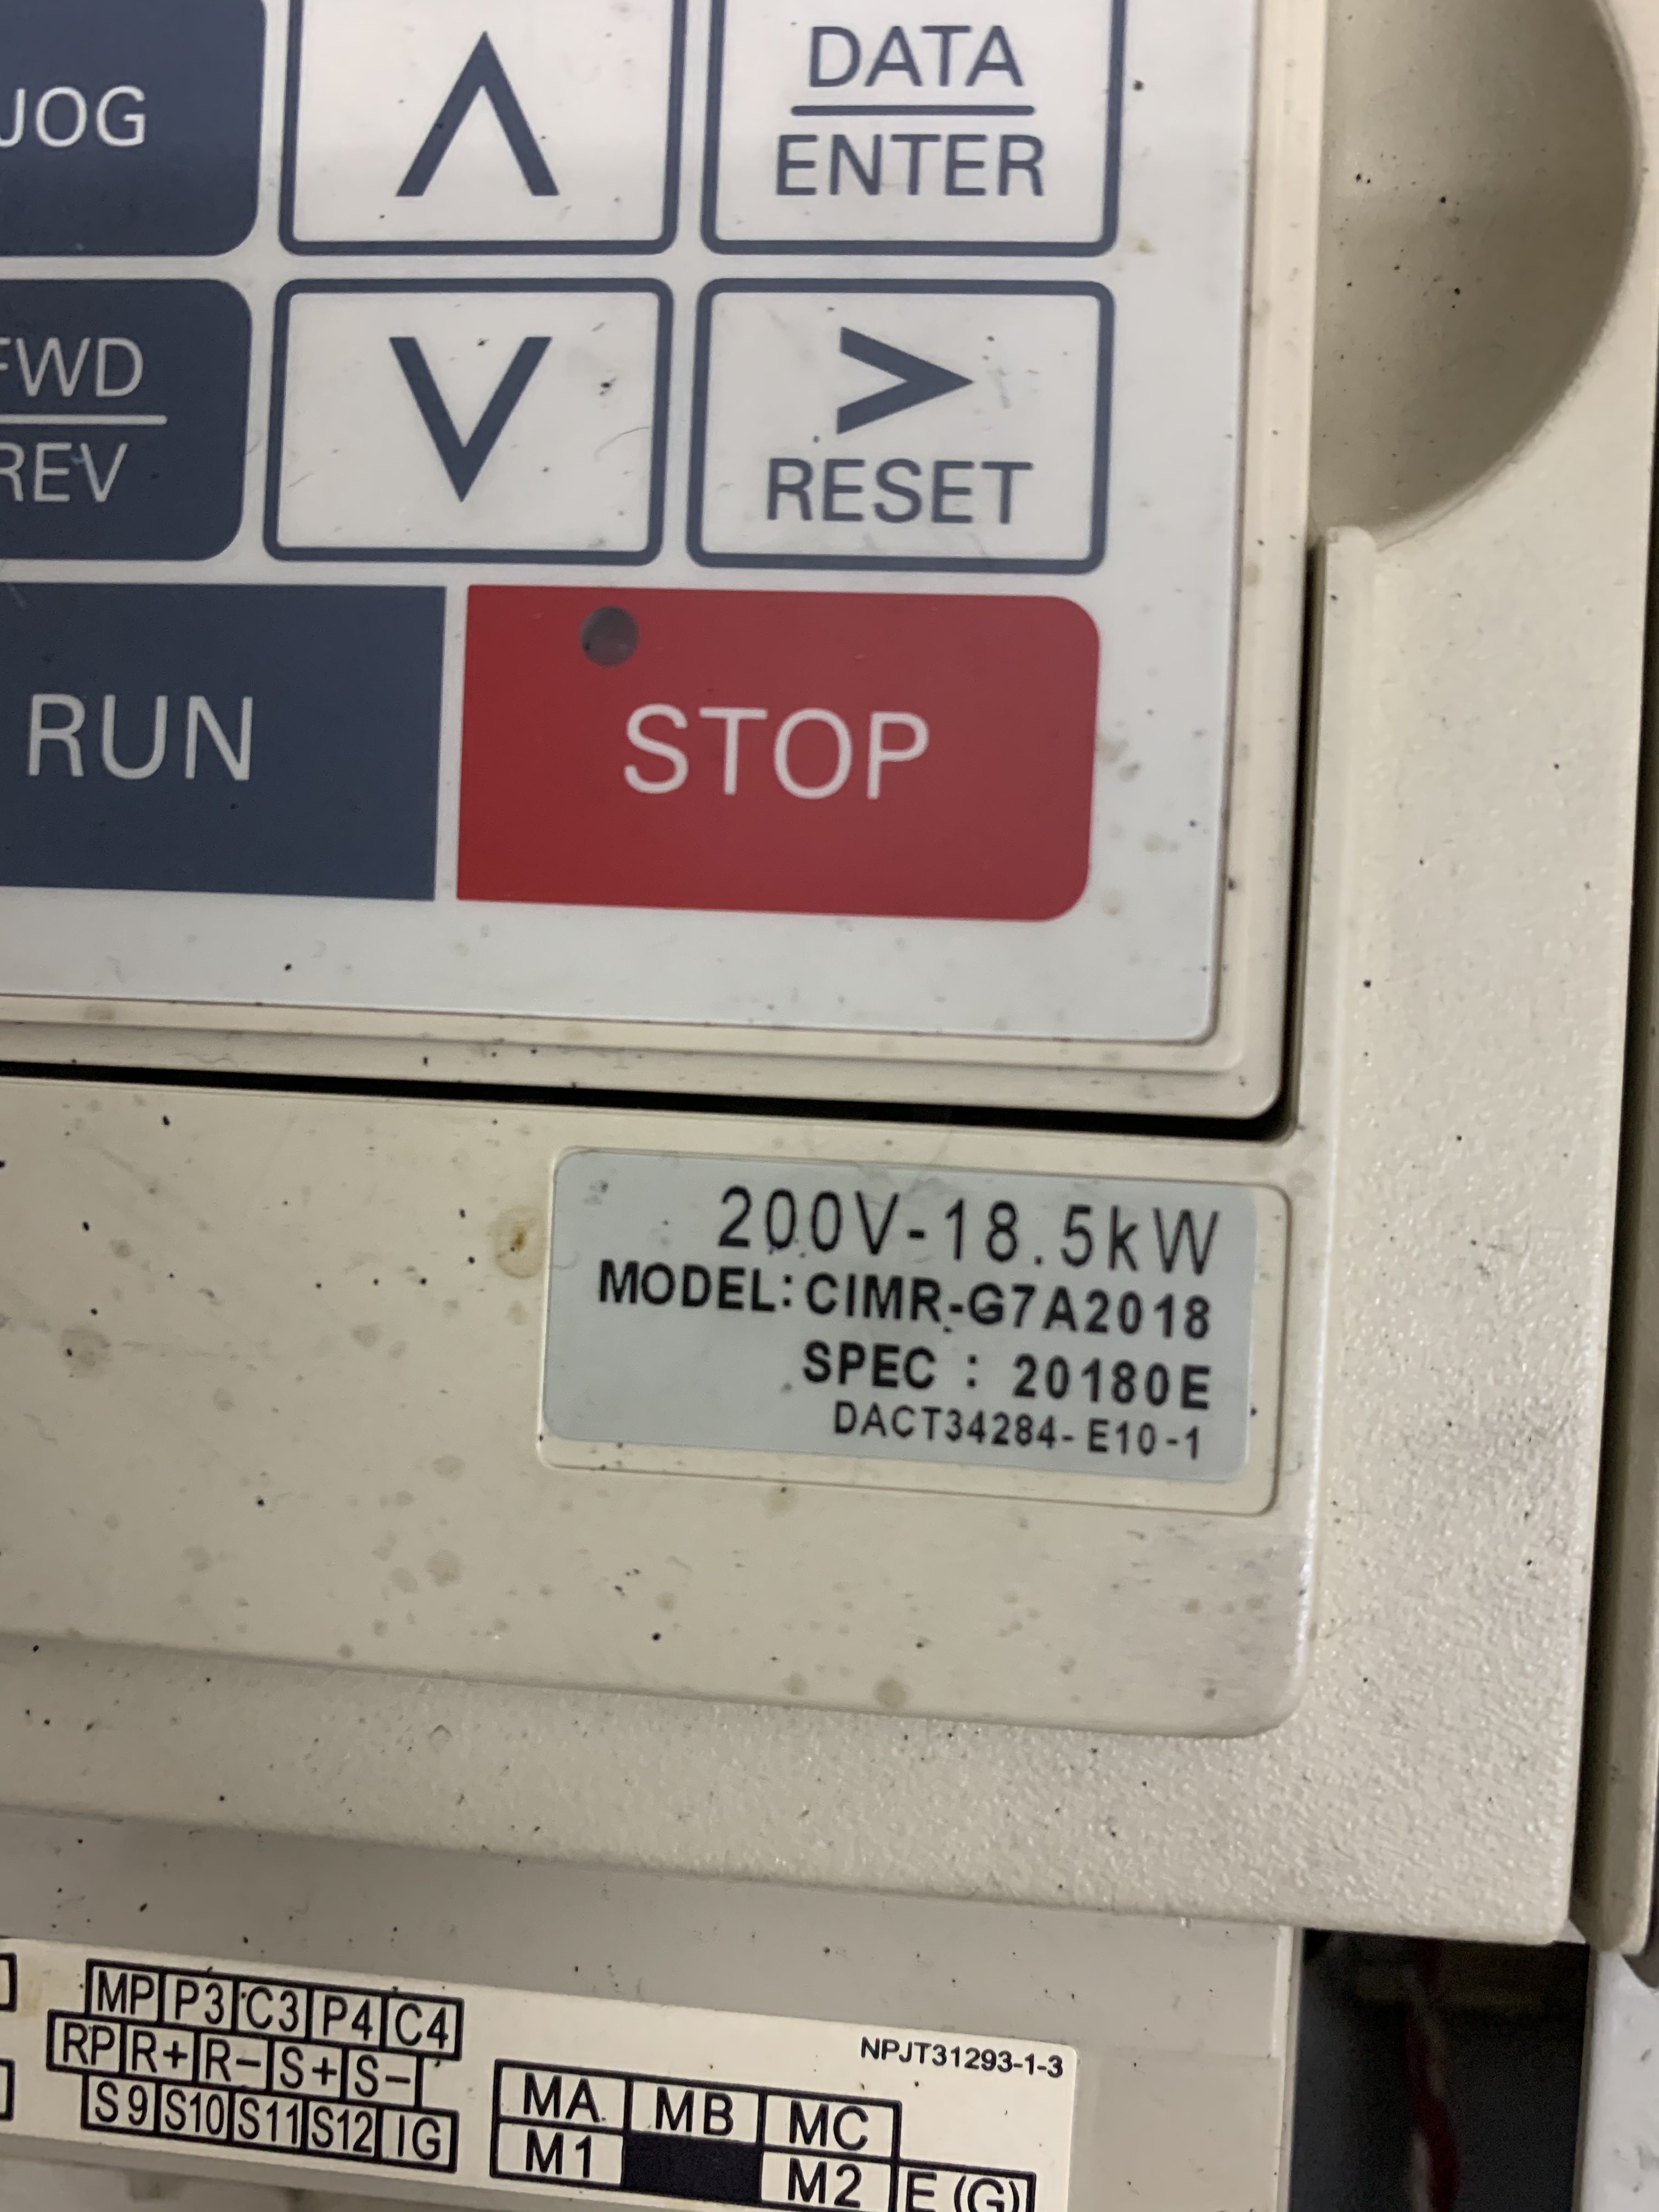 JOG
DATA
ENTER
FWD
REV
RESET
RUN
STOP
200V-18.5kW
MODEL:CIMR-G7A2018
SPEC : 20180E
DACT34284-E10-1
MP P3 C3 P4 C4
RP R+ R- S+ S-
S9 S10 S11 S12 IG
NPJT31293-1-3
MA MB MC
M1 M2 E(G)